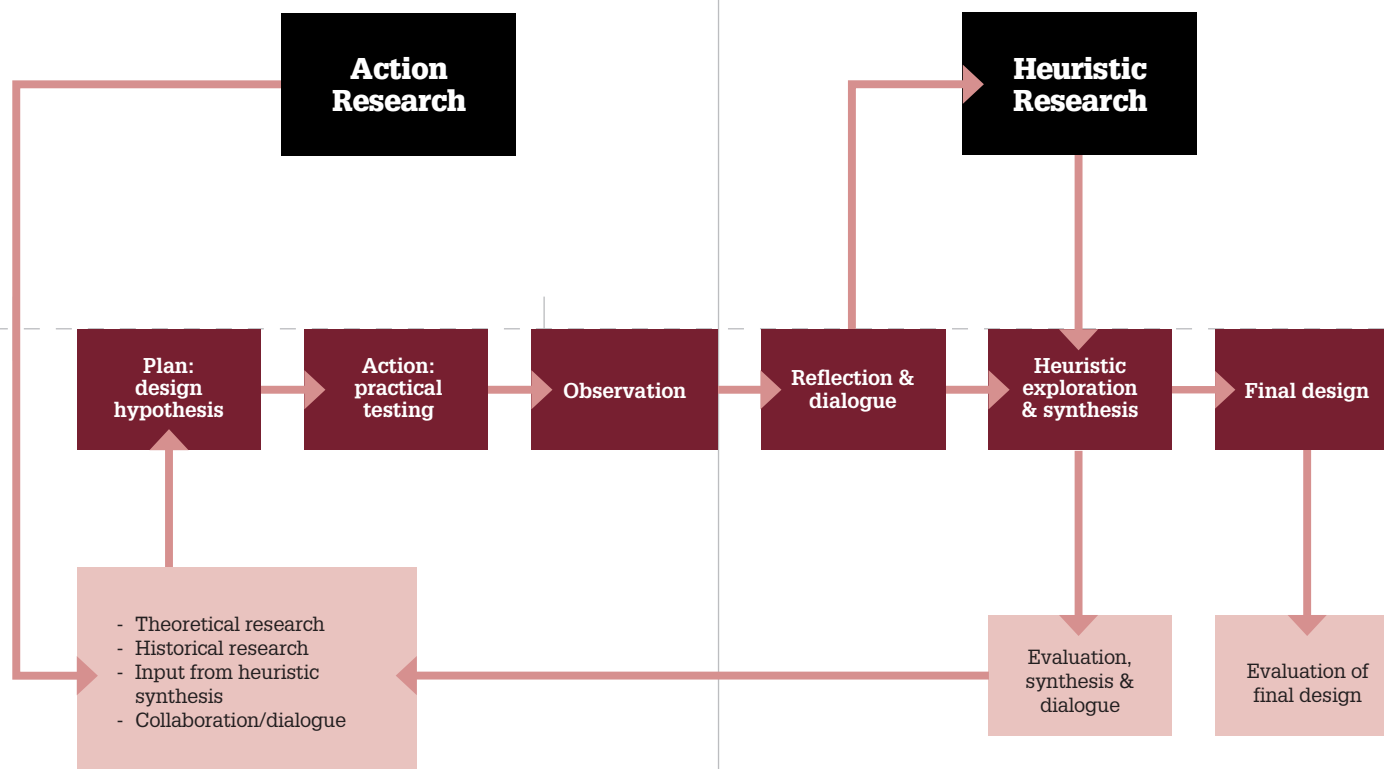 Action
Research
Heuristic
Research
Plan:
design
hypothesis
Action:
practical
testing
Observation
Reflection &
dialogue
Heuristic
exploration
& synthesis
Final design
- Theoretical research
- Historical research
- Input from heuristic
synthesis
- Collaboration/dialogue
Evaluation,
synthesis &
dialogue
Evaluation of
final design